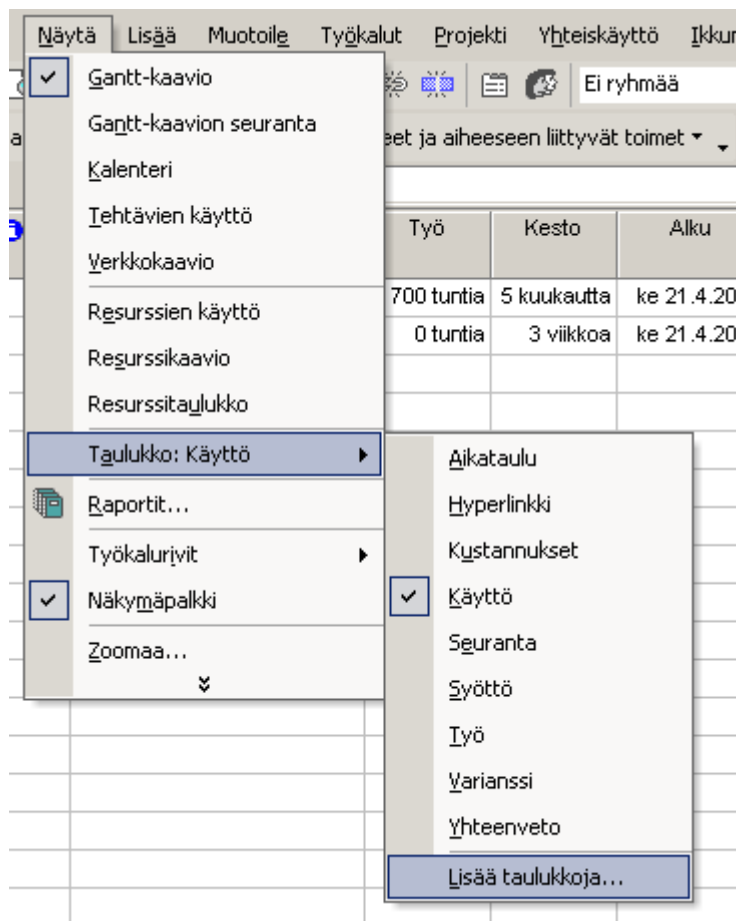 Näytä Lisää Muotoile Työkalut Projekti Yhteiskäyttö
Gantt-kaavio
Ei ryhmää
Gantt-kaavion seuranta
ja aiheeseen liittyvät toimet
Kalenteri
Tehtävien käyttö
Työ Kesto Alku
Verkkokaavio
700 tuntia 5 kuukautta ke 21.4.20
Resurssien käyttö
0 tuntia 3 viikkoa ke 21.4.20
Resurssikaavio
Resurssitaulukko
Taulukko: Käyttö
Aikataulu
Raportit...
Hyperlinkki
Työkalurivit
Kustannukset
Näkymäpalkki
Käyttö
Zoomaa...
Seuranta
Syöttö
Työ
Varianssi
Yhteenveto
Lisää taulukkoja...